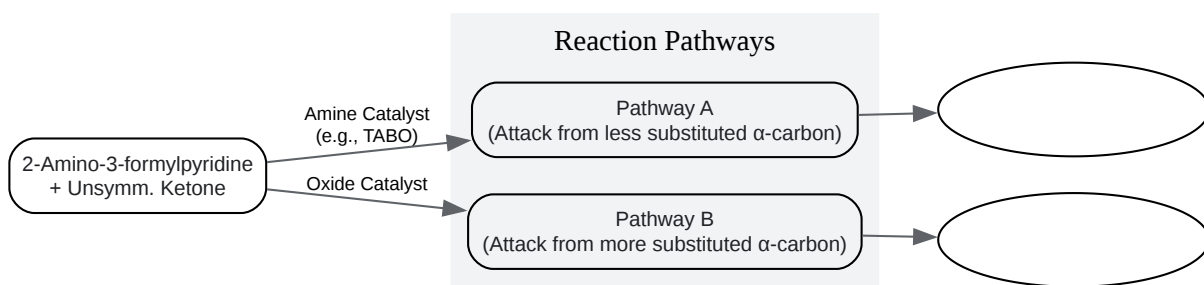 Reaction Pathways
2-Amino-3-formylpyridine
+ Unsymm. Ketone
Amine Catalyst
(e.g., TABO)
Oxide Catalyst
Pathway A
(Attack from less substituted α-carbon)
Pathway B
(Attack from more substituted α-carbon)